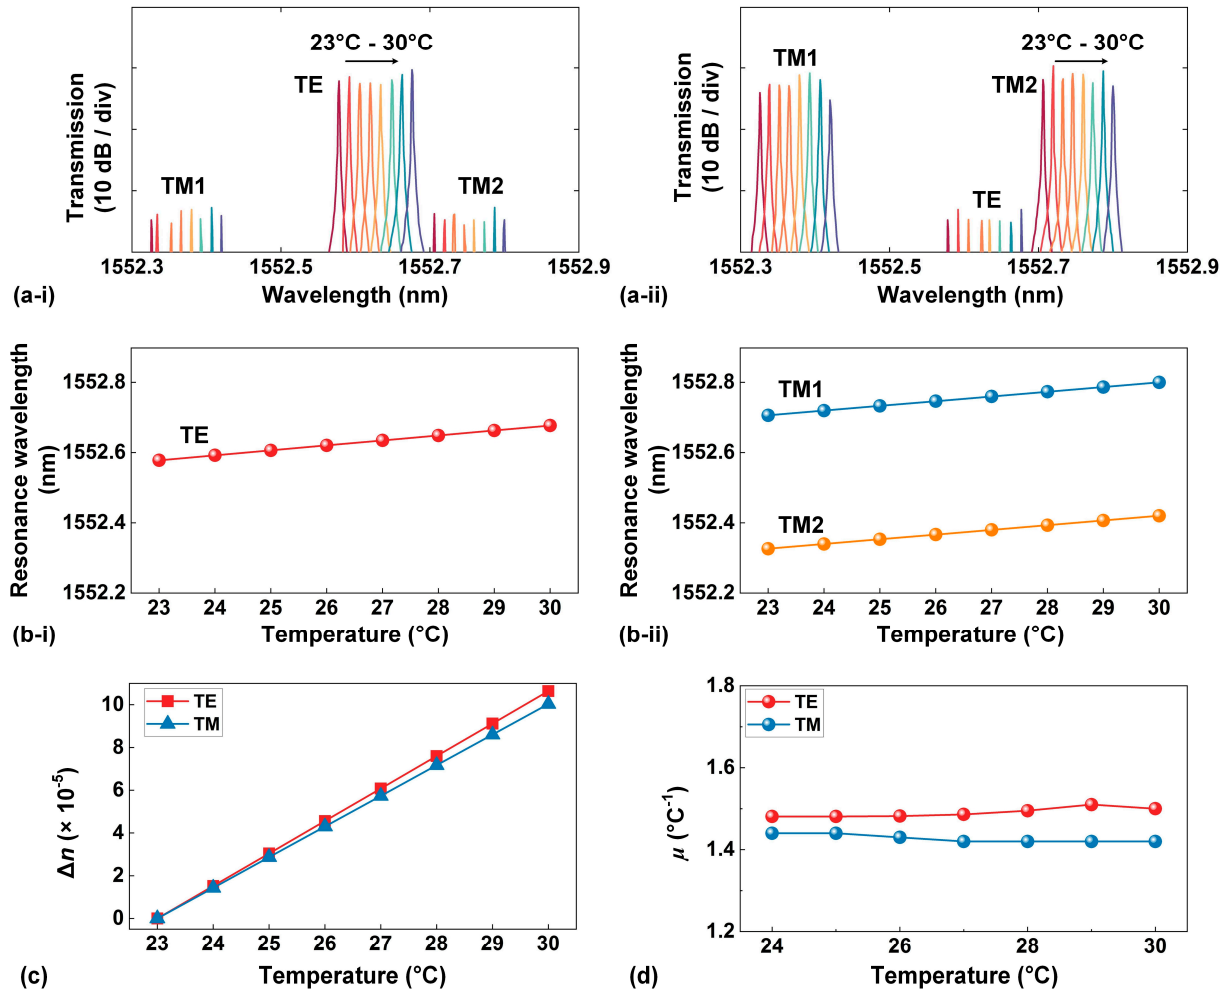 23°C - 30°C
TE
TM1
TM2
Transmission
(10 dB / div)
1552.3 1552.5 1552.7 1552.9
Wavelength (nm)
(a-i)
23°C - 30°C
TM1
TM2
TE
Transmission
(10 dB / div)
1552.3 1552.5 1552.7 1552.9
Wavelength (nm)
(a-ii)
Resonance wavelength
(nm)
1552.8
1552.6
1552.4
1552.2
TE
23 24 25 26 27 28 29 30
Temperature (°C)
(b-i)
Resonance wavelength
(nm)
1552.8
1552.6
1552.4
1552.2
TM1
TM2
23 24 25 26 27 28 29 30
Temperature (°C)
(b-ii)
TE
TM
Δn (× 10⁻⁵)
10
8
6
4
2
0
23 24 25 26 27 28 29 30
Temperature (°C)
(c)
TE
TM
μ (°C⁻¹)
1.8
1.6
1.4
1.2
24 26 28 30
Temperature (°C)
(d)